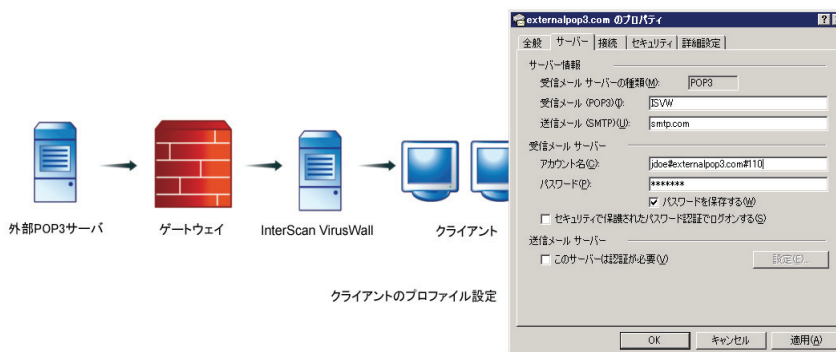 外部POP3サーバ
ゲートウェイ
InterScan VirusWall
クライアント
クライアントのプロファイル設定
externalpop3.com のプロパティ
全般 サーバー 接続 セキュリティ 詳細設定
サーバー情報
受信メール サーバーの種類(M): POP3
受信メール (POP3)(I): ISVW
送信メール (SMTP)(U): smtp.com
受信メール サーバー
アカウント名(C): jdoe#externalpop3.com#110
パスワード(P): *******
パスワードを保存する(W)
セキュリティで保護されたパスワード認証でログオンする(S)
送信メール サーバー
このサーバーは認証が必要(V) 設定(E)...
OK キャンセル 適用(A)